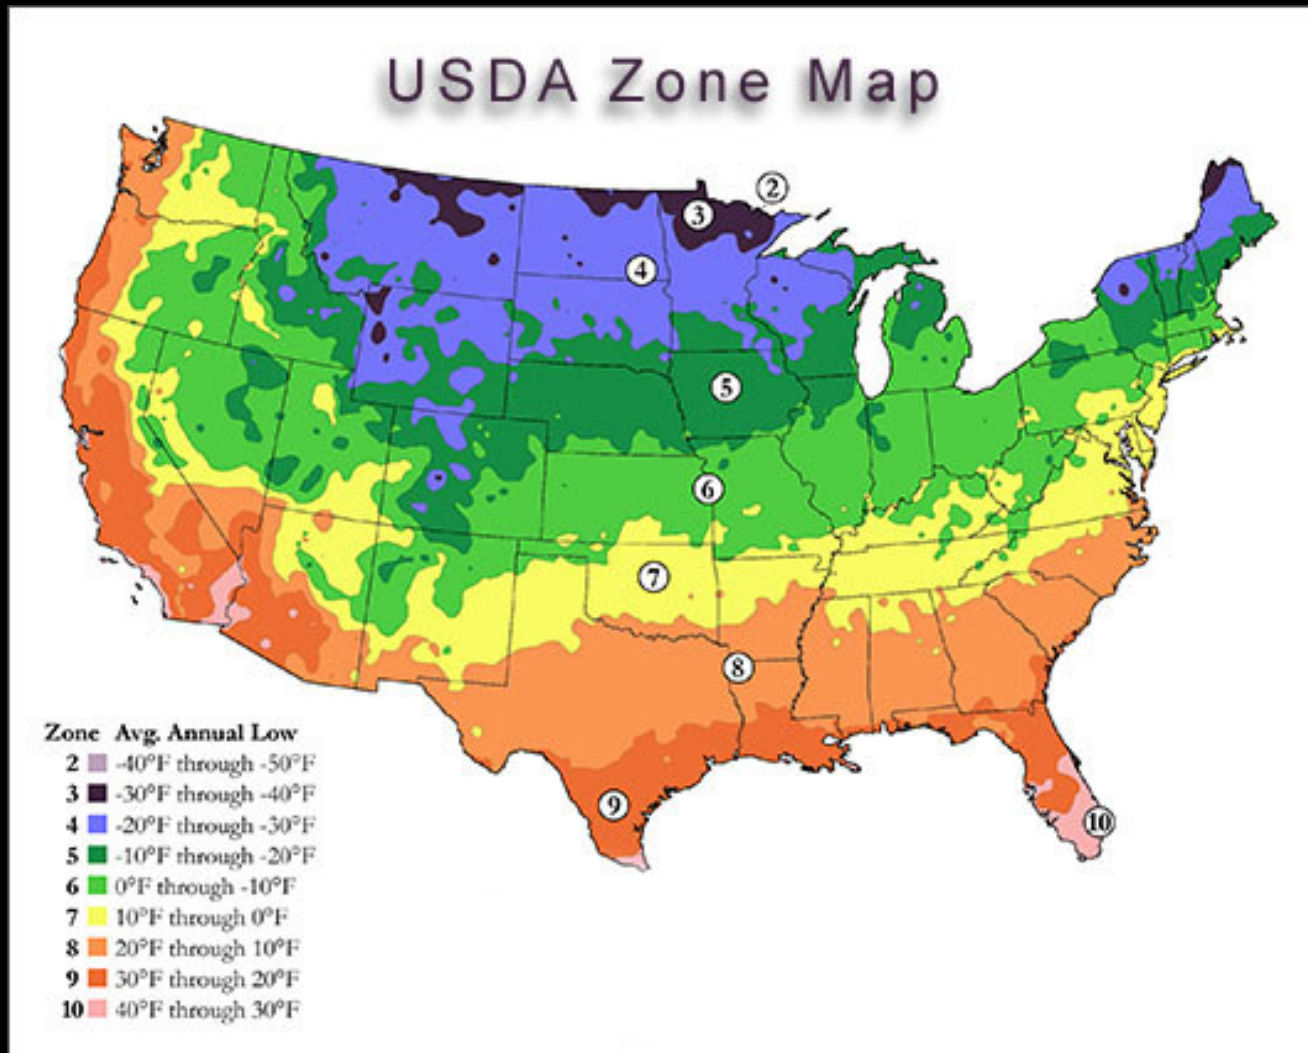 USDA Zone Map
2
3
4
5
6
7
8
9
10
Zone Avg. Annual Low
2 -40°F through -50°F
3 -30°F through -40°F
4 -20°F through -30°F
5 -10°F through -20°F
6 0°F through -10°F
7 10°F through 0°F
8 20°F through 10°F
9 30°F through 20°F
10 40°F through 30°F